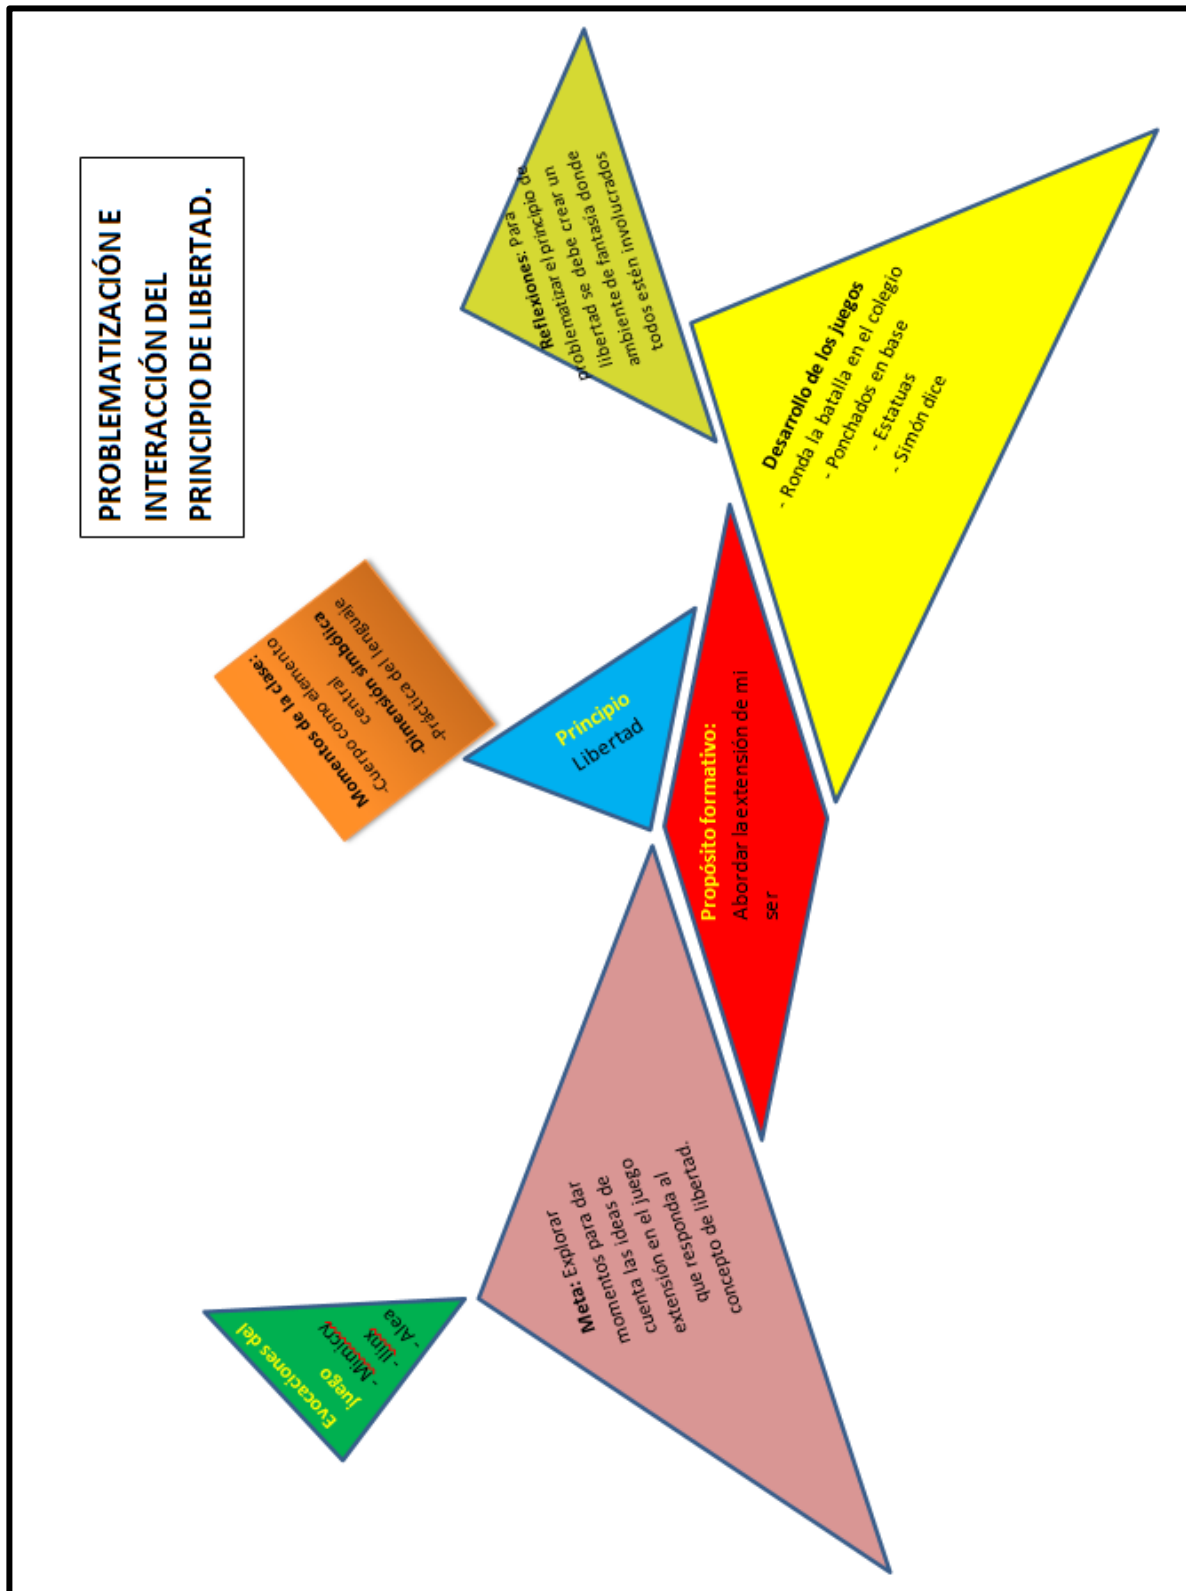 PROBLEMATIZACIÓN E
INTERACCIÓN DEL
PRINCIPIO DE LIBERTAD.
Evocaciones del
juego
- Mimicry
- Ilinx
- Alea
Momentos de la clase:
-Cuerpo como elemento
central
-Dimensión simbólica
-Práctica del lenguaje
Reflexiones: Para
problematizar el principio de
libertad se debe crear un
ambiente de fantasía donde
todos estén involucrados
Meta: Explorar
momentos para dar
cuenta las ideas de
extensión en el juego
que responda al
concepto de libertad.
Principio
Libertad
Propósito formativo:
Abordar la extensión de mi
ser
Desarrollo de los juegos
- Ronda la batalla en el colegio
- Ponchados en base
- Estatuas
- Simón dice